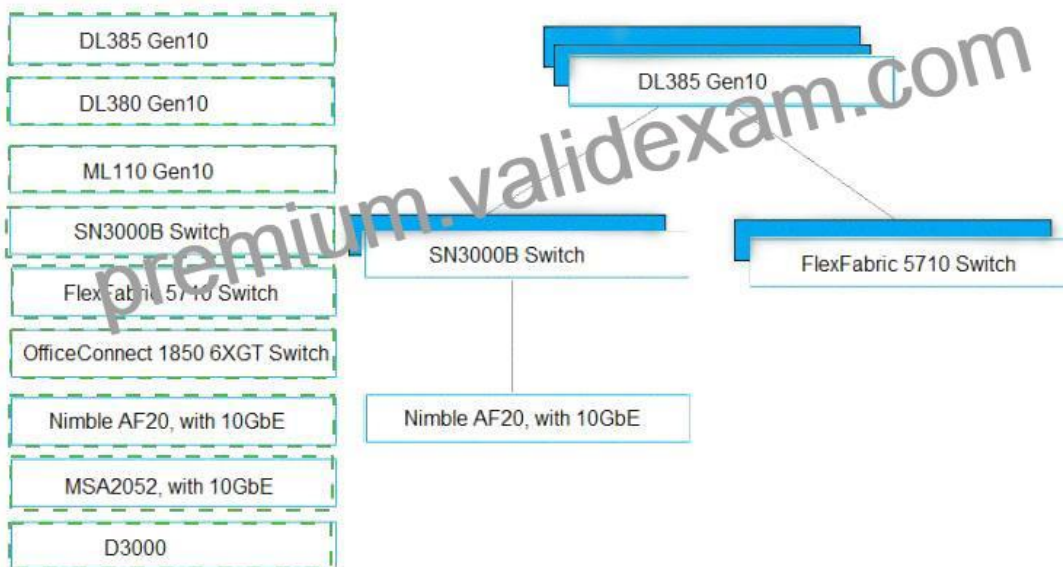 DL385 Gen10
DL380 Gen10
ML110 Gen10
SN3000B Switch
FlexFabric 5710 Switch
OfficeConnect 1850 6XGT Switch
Nimble AF20, with 10GbE
MSA2052, with 10GbE
D3000
DL385 Gen10
SN3000B Switch
FlexFabric 5710 Switch
Nimble AF20, with 10GbE
premium.validexam.com